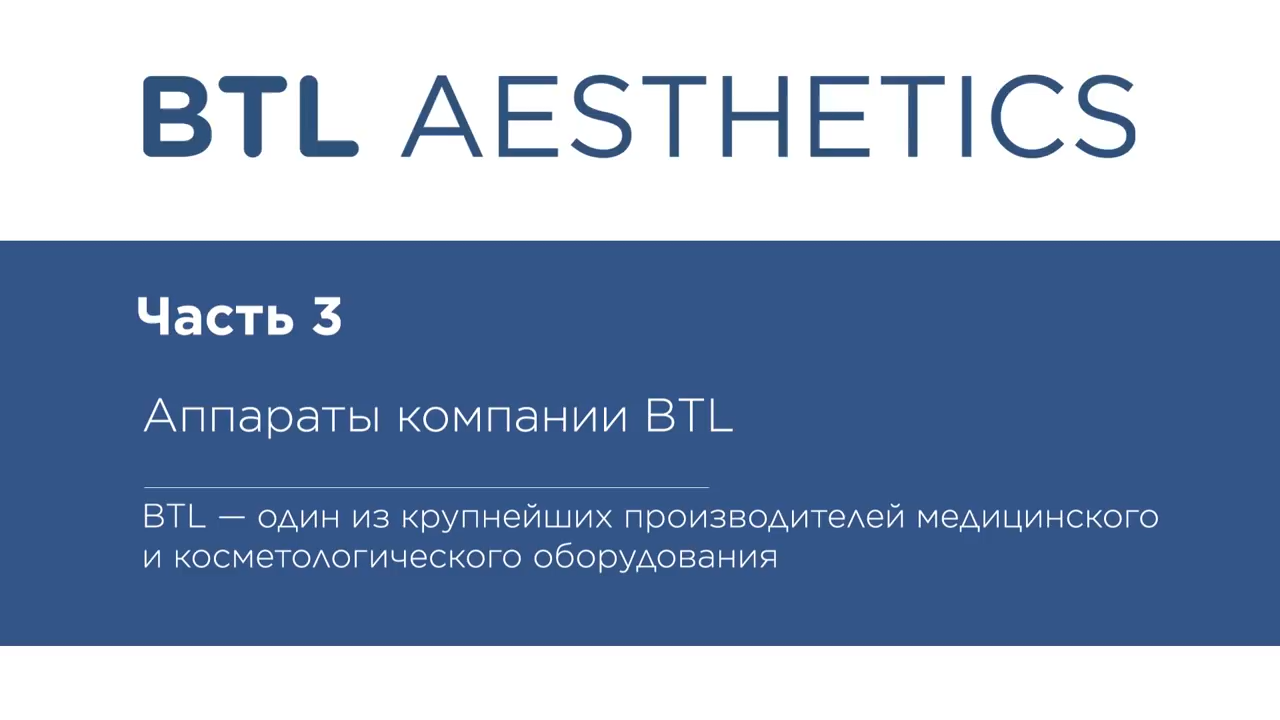 BTL AESTHETICS
Часть 3
Аппараты компании BTL
BTL — один из крупнейших производителей медицинского
и косметологического оборудования